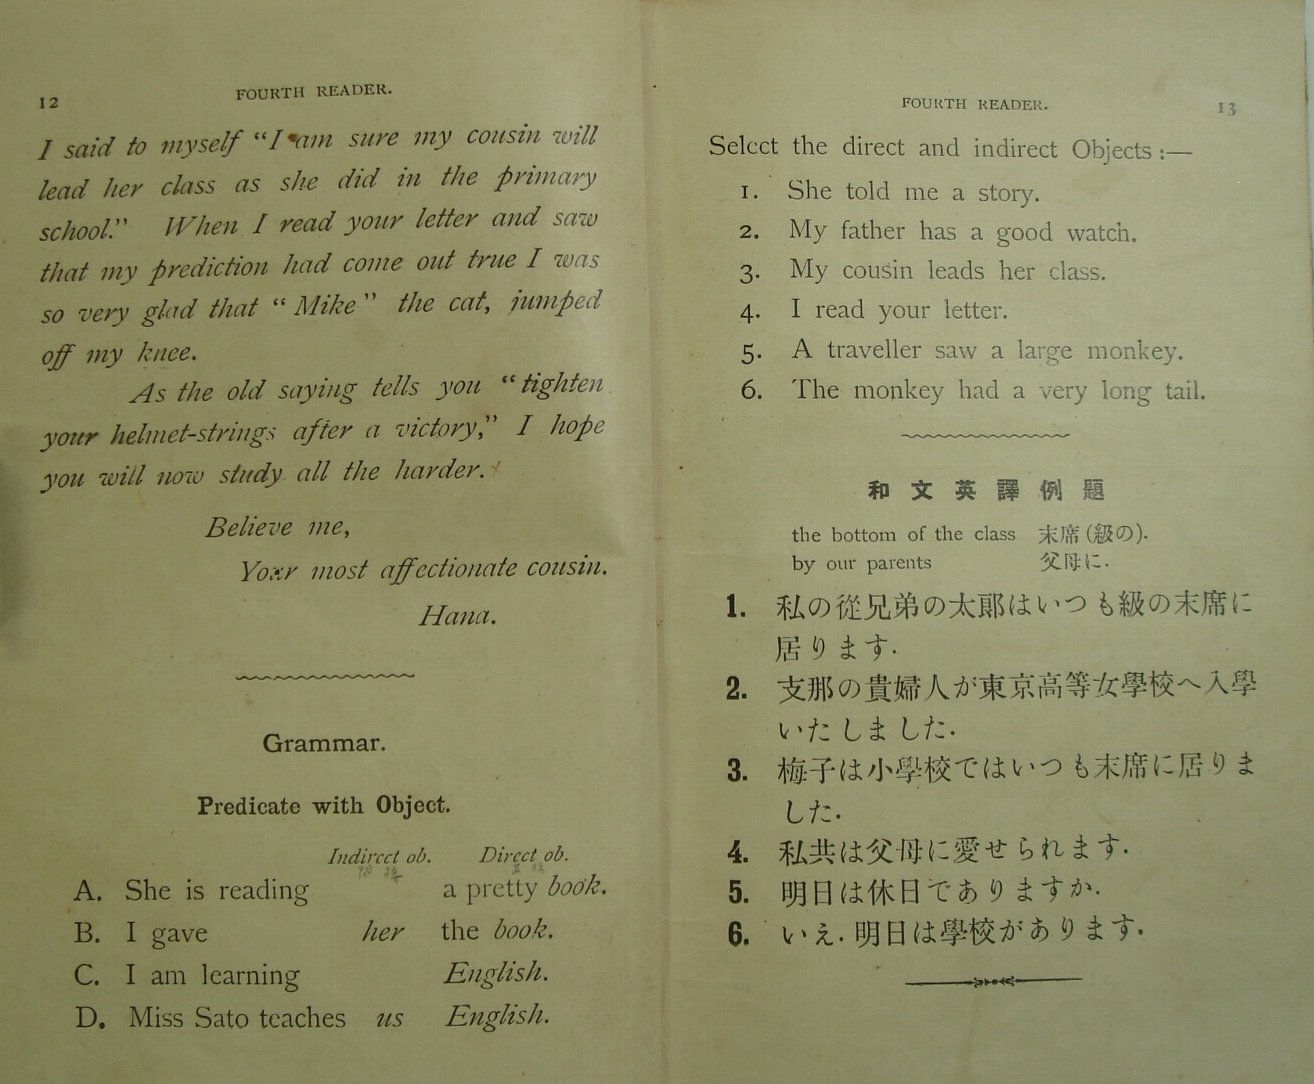 12
FOURTH READER.
I said to myself “I am sure my cousin will
lead her class as she did in the primary
school.” When I read your letter and saw
that my prediction had come out true I was
so very glad that “Mike” the cat, jumped
off my knee.
As the old saying tells you “tighten
your helmet-strings after a victory,” I hope
you will now study all the harder.
Believe me,
Your most affectionate cousin.
Hana.
Grammar.
Predicate with Object.
Indirect ob. Direct ob.
A. She is reading a pretty book.
B. I gave her the book.
C. I am learning English.
D. Miss Sato teaches us English.
FOURTH READER.
13
Select the direct and indirect Objects:—
1. She told me a story.
2. My father has a good watch.
3. My cousin leads her class.
4. I read your letter.
5. A traveller saw a large monkey.
6. The monkey had a very long tail.
和文英譯例題
the bottom of the class 末席(級の).
by our parents 父母に.
1. 私の從兄弟の太郞はいつも級の末席に
居ります.
2. 支那の貴婦人が東京高等女學校へ入學
いたしました.
3. 梅子は小學校ではいつも末席に居りま
した.
4. 私共は父母に愛せられます.
5. 明日は休日でありますか.
6. いえ.明日は學校があります.